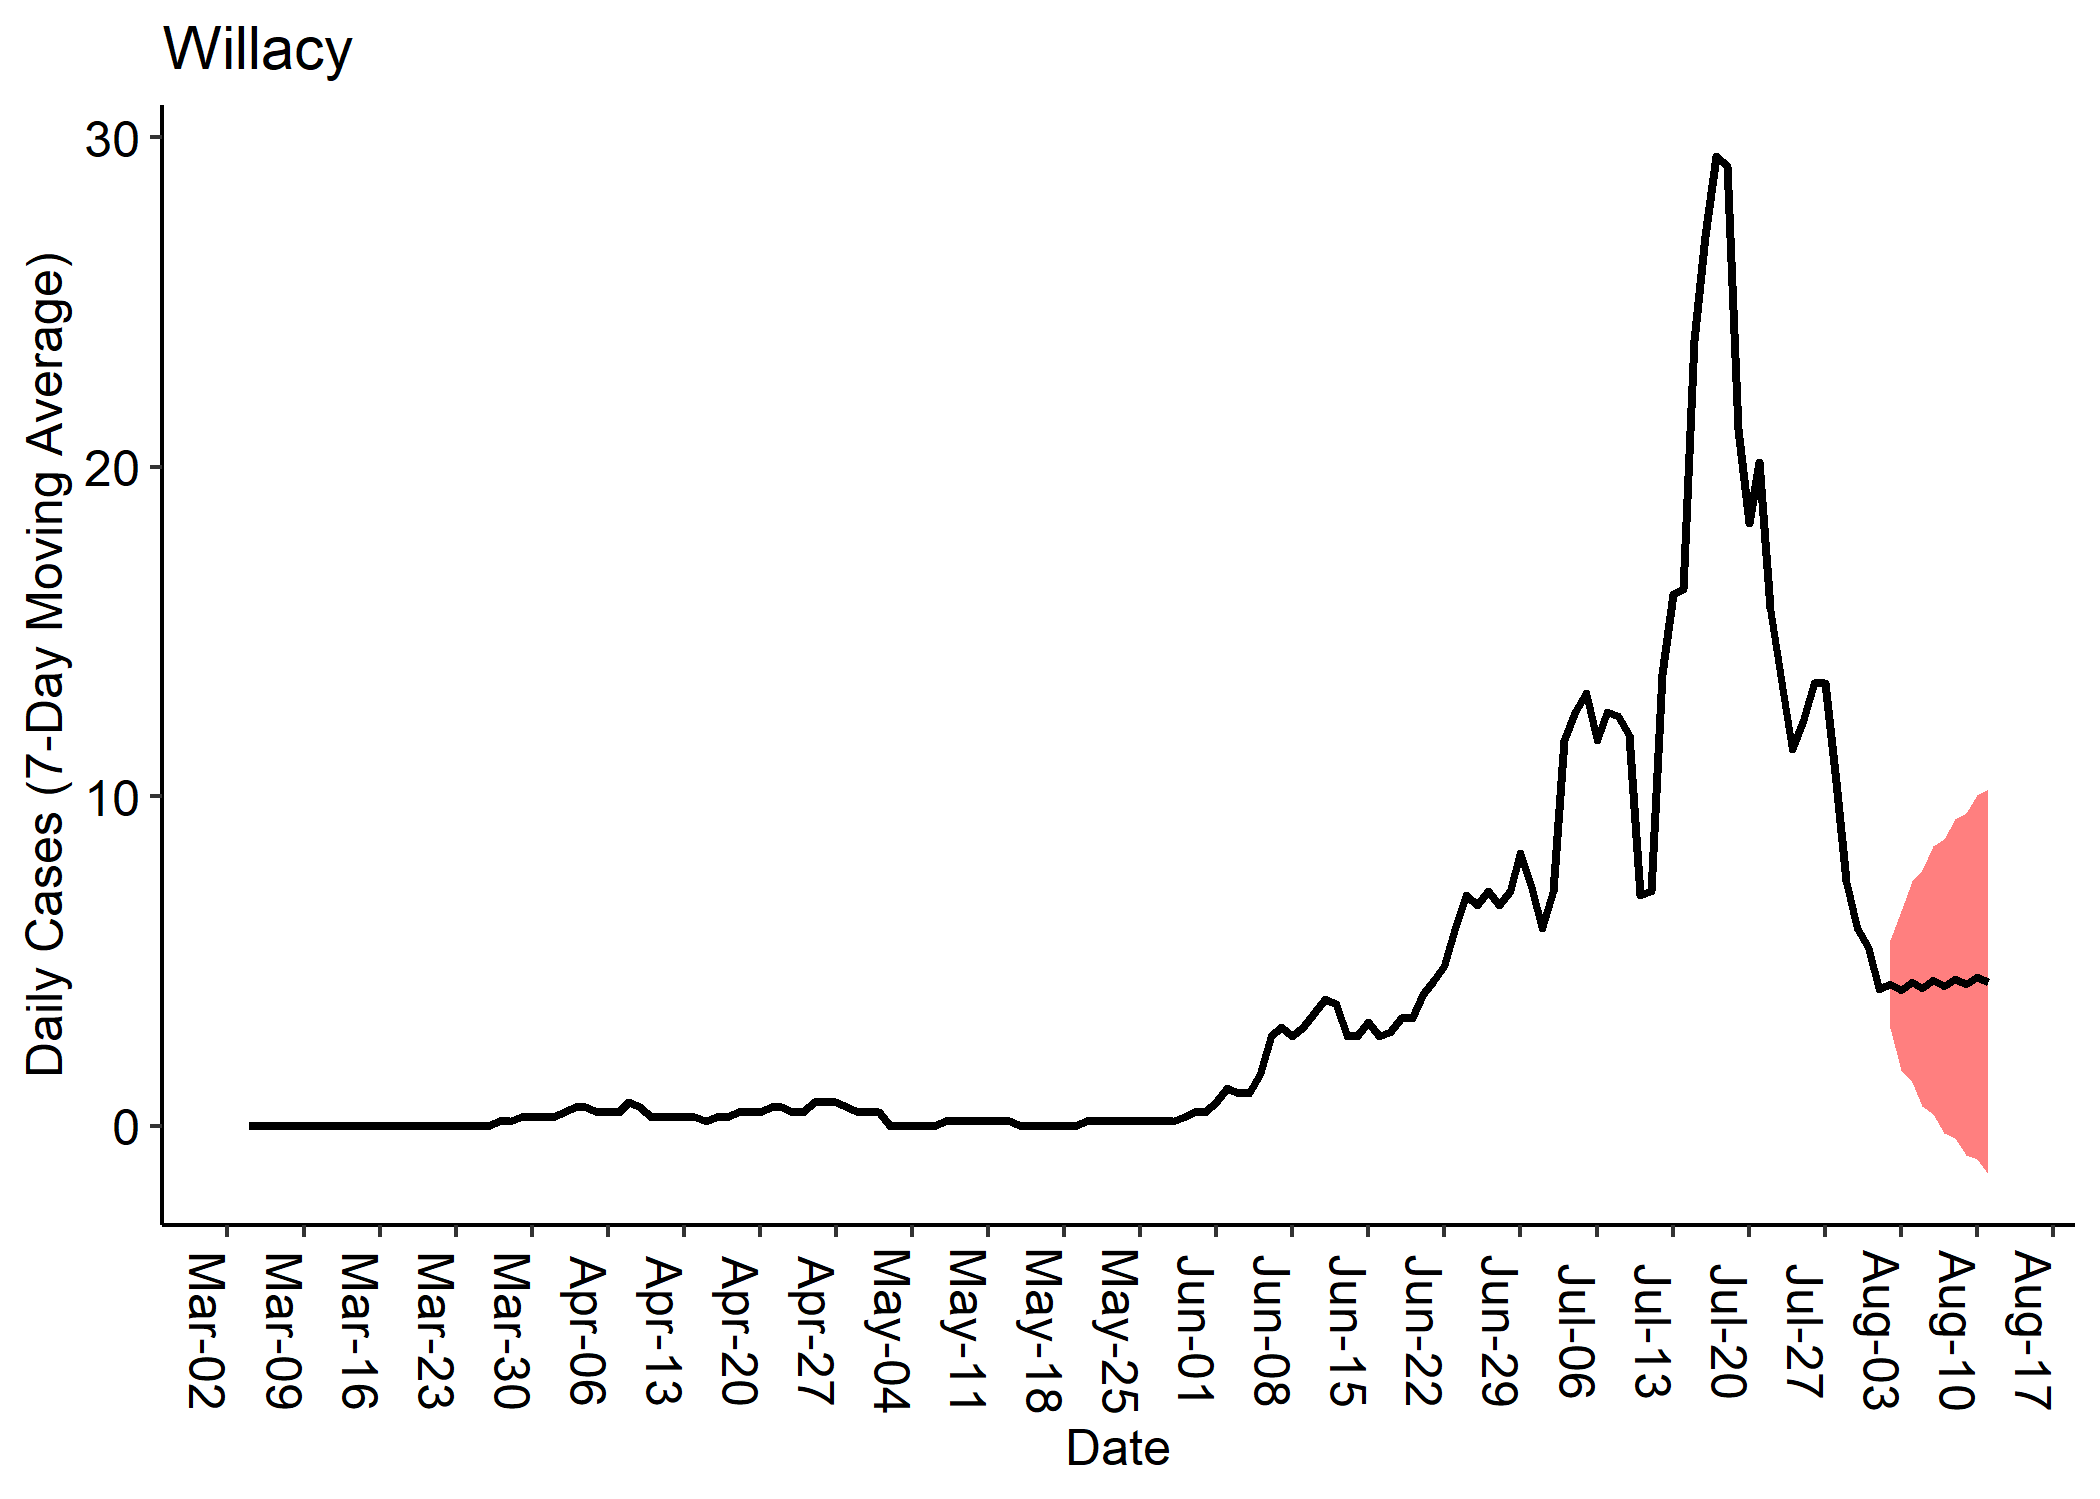 Willacy
Daily Cases (7-Day Moving Average)
30
20
10
0
Mar-02
Mar-09
Mar-16
Mar-23
Mar-30
Apr-06
Apr-13
Apr-20
Apr-27
May-04
May-11
May-18
May-25
Jun-01
Jun-08
Jun-15
Jun-22
Jun-29
Jul-06
Jul-13
Jul-20
Jul-27
Aug-03
Aug-10
Aug-17
Date